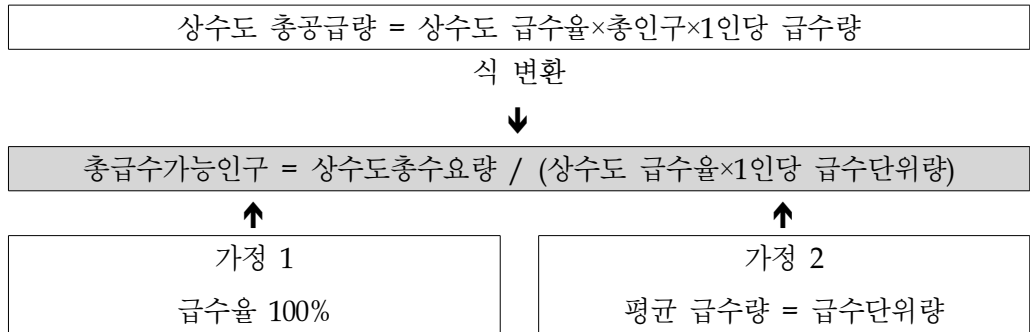 상수도 총공급량 = 상수도 급수율×총인구×1인당 급수량
식 변환
총급수가능인구 = 상수도총수요량 / (상수도 급수율×1인당 급수단위량)
가정 1
급수율 100%
가정 2
평균 급수량 = 급수단위량